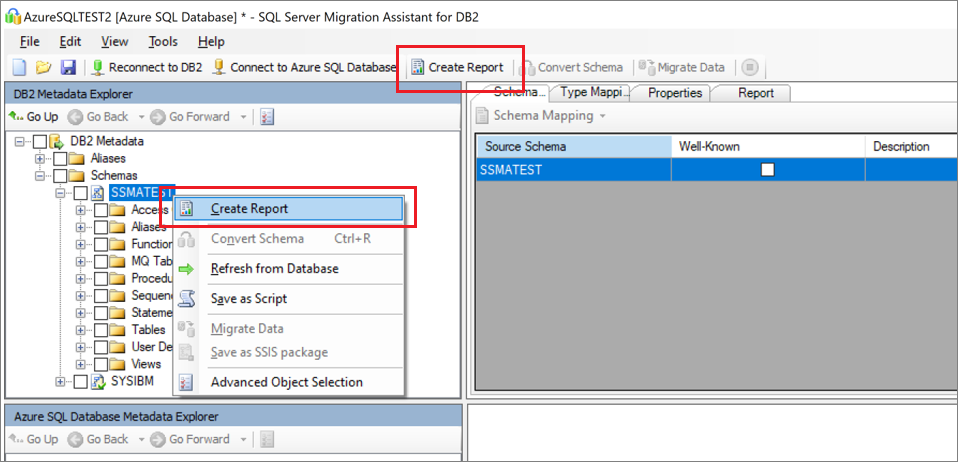 AzureSQLTEST2 [Azure SQL Database] * - SQL Server Migration Assistant for DB2
File Edit View Tools Help
Reconnect to DB2 Connect to Azure SQL Database Create Report Convert Schema Migrate Data
DB2 Metadata Explorer
Go Up Go Back Go Forward
DB2 Metadata
Aliases
Schemas
SSMATEST
Access
Aliases
Function
MQ Tab
Procedu
Sequen
Stateme
Tables
User De
Views
SYSIBM
Create Report
Convert Schema Ctrl+R
Refresh from Database
Save as Script
Migrate Data
Save as SSIS package
Advanced Object Selection
Schema... Type Mappi... Properties Report
Schema Mapping
Source Schema Well-Known Description
SSMATEST
Azure SQL Database Metadata Explorer
Go Up Go Back Go Forward